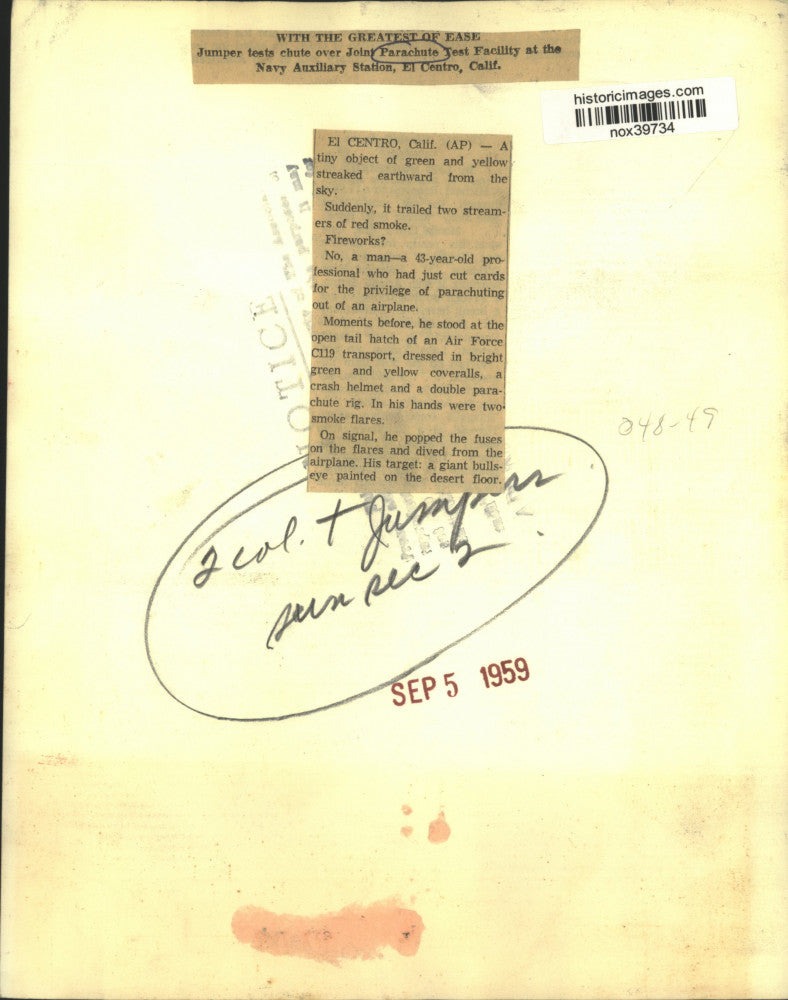 WITH THE GREATEST OF EASE
Jumper tests chute over Joint Parachute Test Facility at the
Navy Auxiliary Station, El Centro, Calif.
historicimages.com
nox39734
El CENTRO, Calif. (AP) — A
tiny object of green and yellow
streaked earthward from the
sky.
Suddenly, it trailed two stream-
ers of red smoke.
Fireworks?
No, a man—a 43-year-old pro-
fessional who had just cut cards
for the privilege of parachuting
out of an airplane.
Moments before, he stood at the
open tail hatch of an Air Force
C119 transport, dressed in bright
green and yellow coveralls, a
crash helmet and a double para-
chute rig. In his hands were two
smoke flares.
On signal, he popped the fuses
on the flares and dived from the
airplane. His target: a giant bulls-
eye painted on the desert floor.
NOTICE
048-49
2 col. + Jumpers
sun sec 2
SEP 5 1959